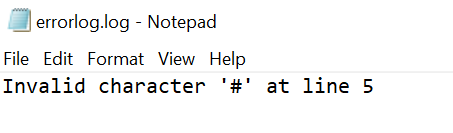 errorlog.log - Notepad
File Edit Format View Help
Invalid character '#' at line 5